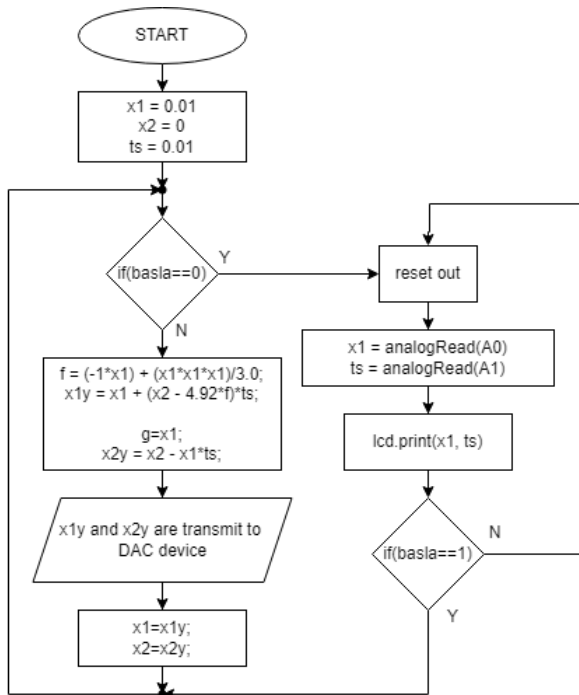 START
x1 = 0.01
x2 = 0
ts = 0.01
if(basla==0)
Y
N
f = (-1*x1) + (x1*x1*x1)/3.0;
x1y = x1 + (x2 - 4.92*f)*ts;
g=x1;
x2y = x2 - x1*ts;
x1y and x2y are transmit to
DAC device
x1=x1y;
x2=x2y;
reset out
x1 = analogRead(A0)
ts = analogRead(A1)
lcd.print(x1, ts)
if(basla==1)
N
Y